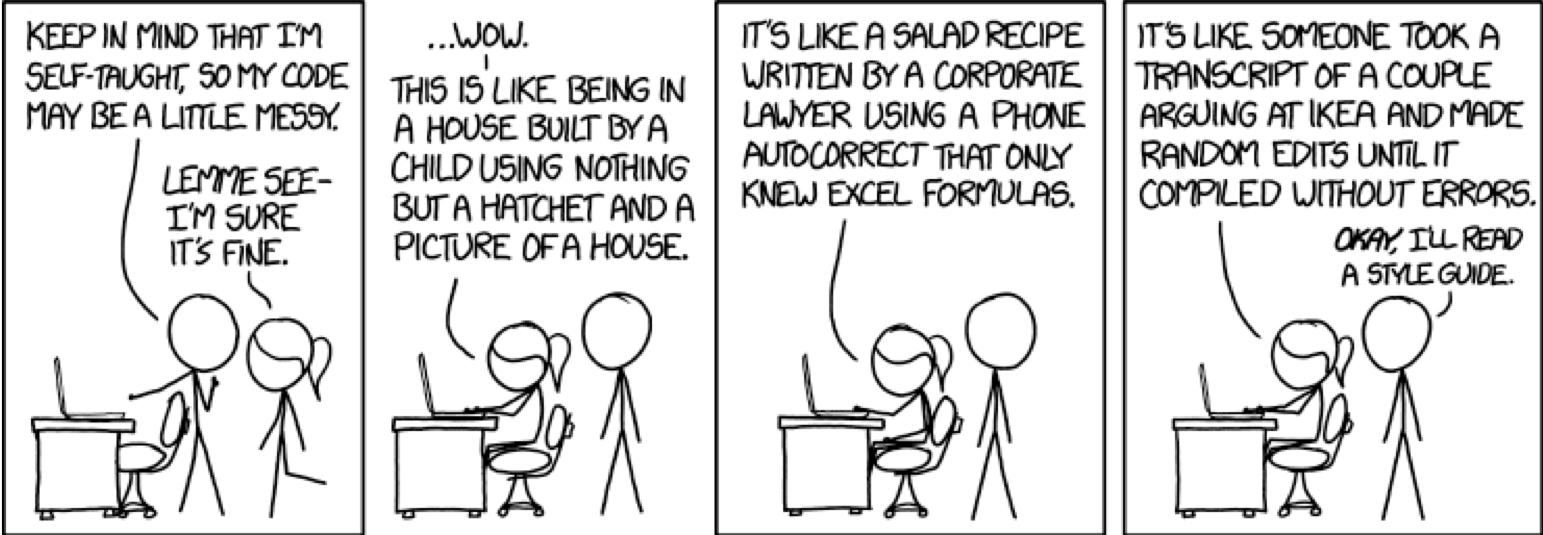 KEEP IN MIND THAT I'M
SELF-TAUGHT, SO MY CODE
MAY BE A LITTLE MESSY.
LEMME SEE-
I'M SURE
IT'S FINE.
...WOW.
THIS IS LIKE BEING IN
A HOUSE BUILT BY A
CHILD USING NOTHING
BUT A HATCHET AND A
PICTURE OF A HOUSE.
IT'S LIKE A SALAD RECIPE
WRITTEN BY A CORPORATE
LAWYER USING A PHONE
AUTOCORRECT THAT ONLY
KNEW EXCEL FORMULAS.
IT'S LIKE SOMEONE TOOK A
TRANSCRIPT OF A COUPLE
ARGUING AT IKEA AND MADE
RANDOM EDITS UNTIL IT
COMPILED WITHOUT ERRORS.
OKAY, I'LL READ
A STYLE GUIDE.